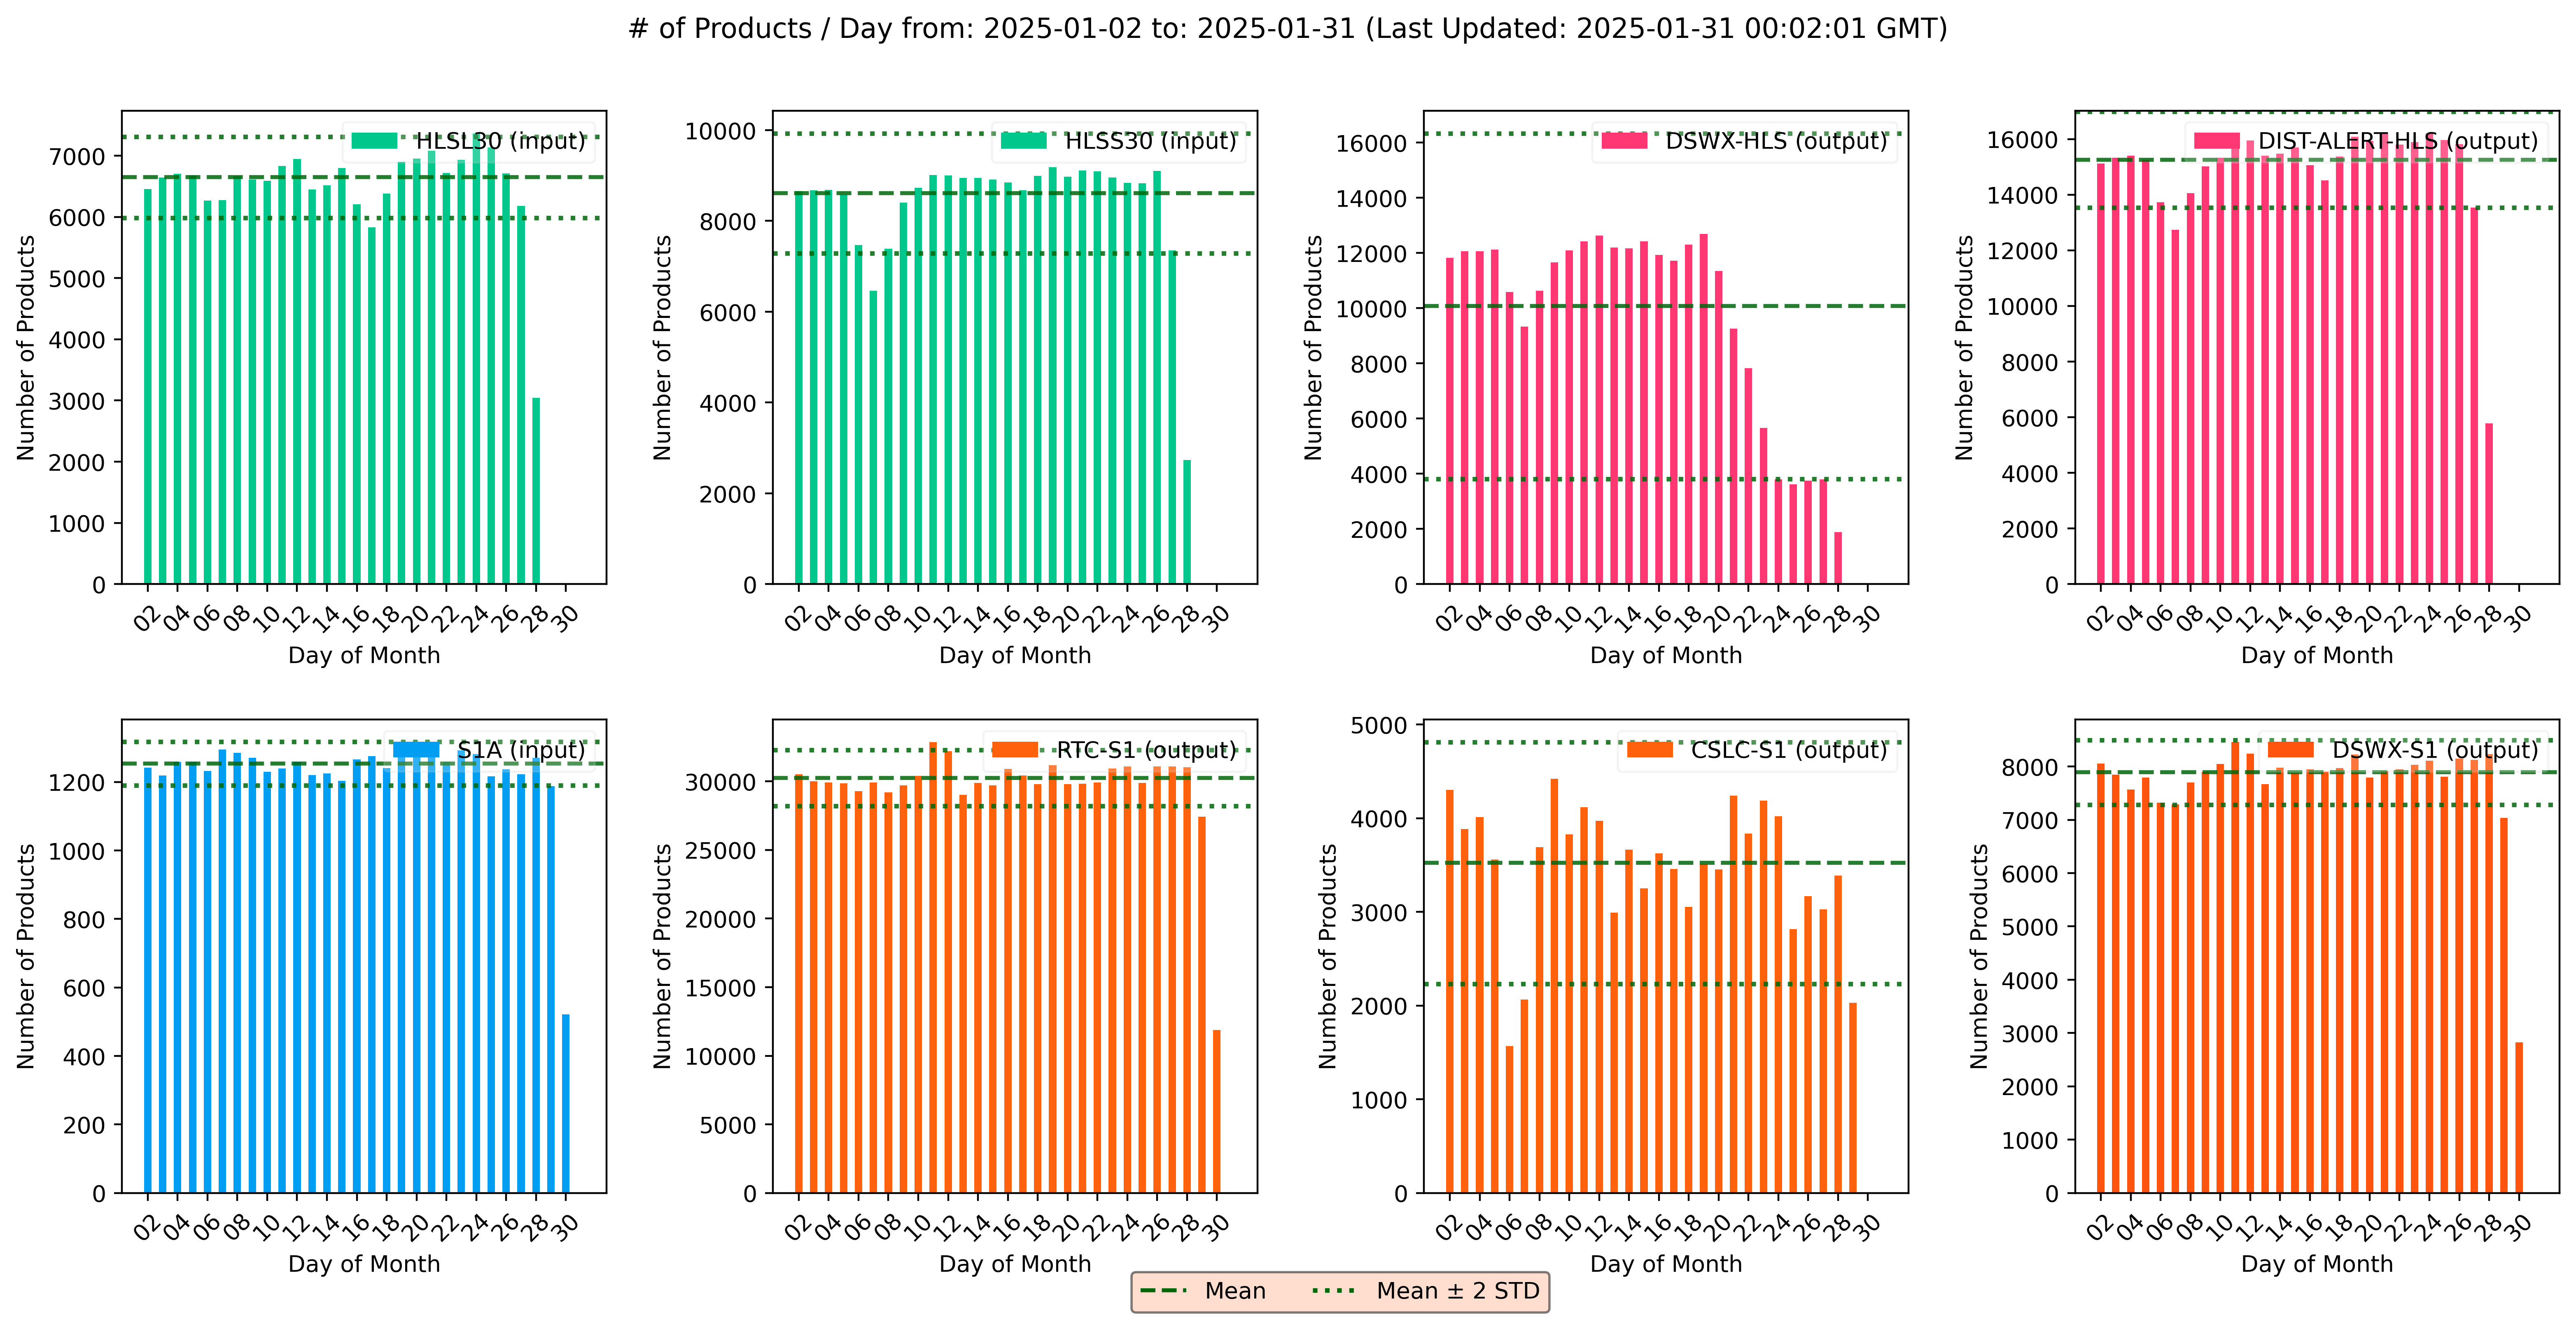 # of Products / Day from: 2025-01-02 to: 2025-01-31 (Last Updated: 2025-01-31 00:02:01 GMT)
HLSL30 (input)
Number of Products
7000
6000
5000
4000
3000
2000
1000
0
02 04 06 08 10 12 14 16 18 20 22 24 26 28 30
Day of Month
HLSS30 (input)
Number of Products
10000
8000
6000
4000
2000
0
02 04 06 08 10 12 14 16 18 20 22 24 26 28 30
Day of Month
DSWX-HLS (output)
Number of Products
16000
14000
12000
10000
8000
6000
4000
2000
0
02 04 06 08 10 12 14 16 18 20 22 24 26 28 30
Day of Month
DIST-ALERT-HLS (output)
Number of Products
16000
14000
12000
10000
8000
6000
4000
2000
0
02 04 06 08 10 12 14 16 18 20 22 24 26 28 30
Day of Month
S1A (input)
Number of Products
1200
1000
800
600
400
200
0
02 04 06 08 10 12 14 16 18 20 22 24 26 28 30
Day of Month
RTC-S1 (output)
Number of Products
30000
25000
20000
15000
10000
5000
0
02 04 06 08 10 12 14 16 18 20 22 24 26 28 30
Day of Month
CSLC-S1 (output)
Number of Products
5000
4000
3000
2000
1000
0
02 04 06 08 10 12 14 16 18 20 22 24 26 28 30
Day of Month
DSWX-S1 (output)
Number of Products
8000
7000
6000
5000
4000
3000
2000
1000
0
02 04 06 08 10 12 14 16 18 20 22 24 26 28 30
Day of Month
Mean
Mean ± 2 STD